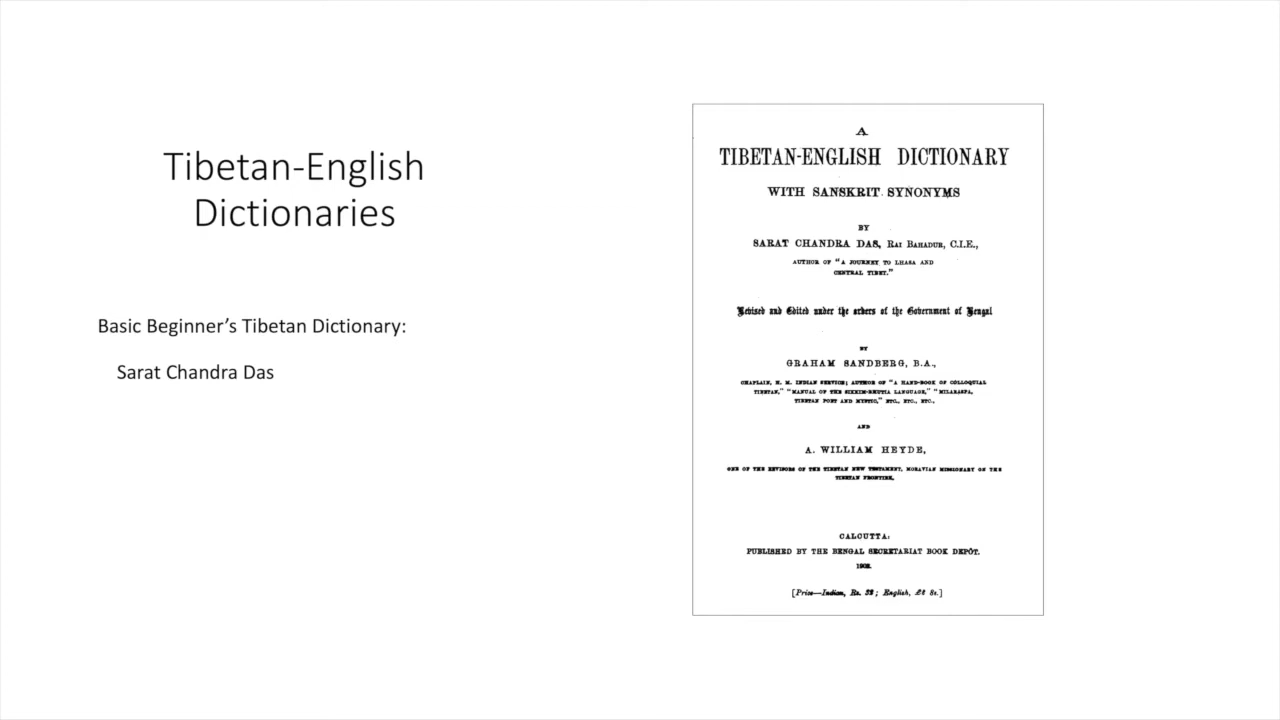 Tibetan-English
Dictionaries
Basic Beginner's Tibetan Dictionary:
Sarat Chandra Das
A
TIBETAN-ENGLISH DICTIONARY
WITH SANSKRIT SYNONYMS
BY
SARAT CHANDRA DAS, RAI BAHADUR, C.I.E.,
AUTHOR OF "A JOURNEY TO LHASA AND
CENTRAL TIBET."
Revised and Edited under the orders of the Government of Bengal
BY
GRAHAM SANDBERG, B.A.,
CHAPLAIN, H. M. INDIAN SERVICE; AUTHOR OF "A HAND-BOOK OF COLLOQUIAL
TIBETAN," "MANUAL OF THE SIKKIM-BHUTIA LANGUAGE," "MILARASPA,
TIBETAN POET AND MYSTIC," ETC., ETC., ETC.,
AND
A. WILLIAM HEYDE,
ONE OF THE REVISORS OF THE TIBETAN NEW TESTAMENT, MORAVIAN MISSIONARY ON THE
TIBETAN FRONTIER.
CALCUTTA:
PUBLISHED BY THE BENGAL SECRETARIAT BOOK DEPÔT.
[Price—Indian, Rs. ; English, £2 8s.]